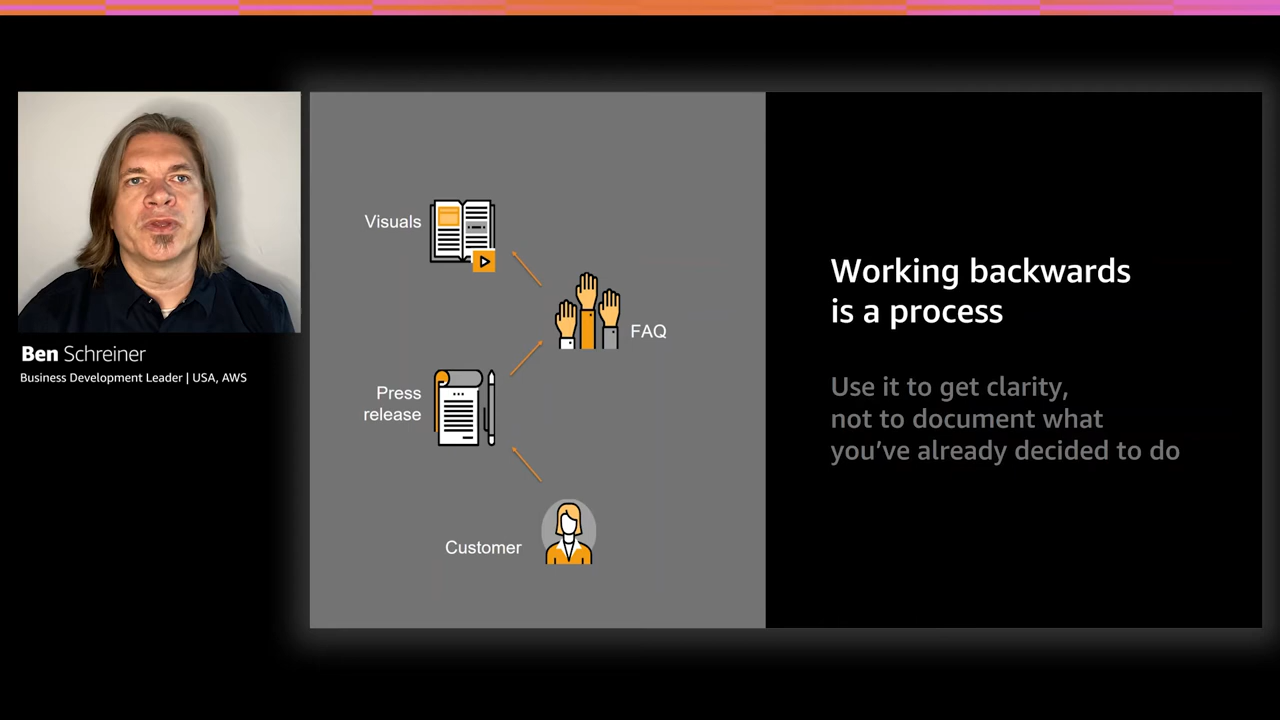 Ben Schreiner
Business Development Leader | USA, AWS
Visuals
FAQ
Press
release
Customer
Working backwards
is a process
Use it to get clarity,
not to document what
you’ve already decided to do